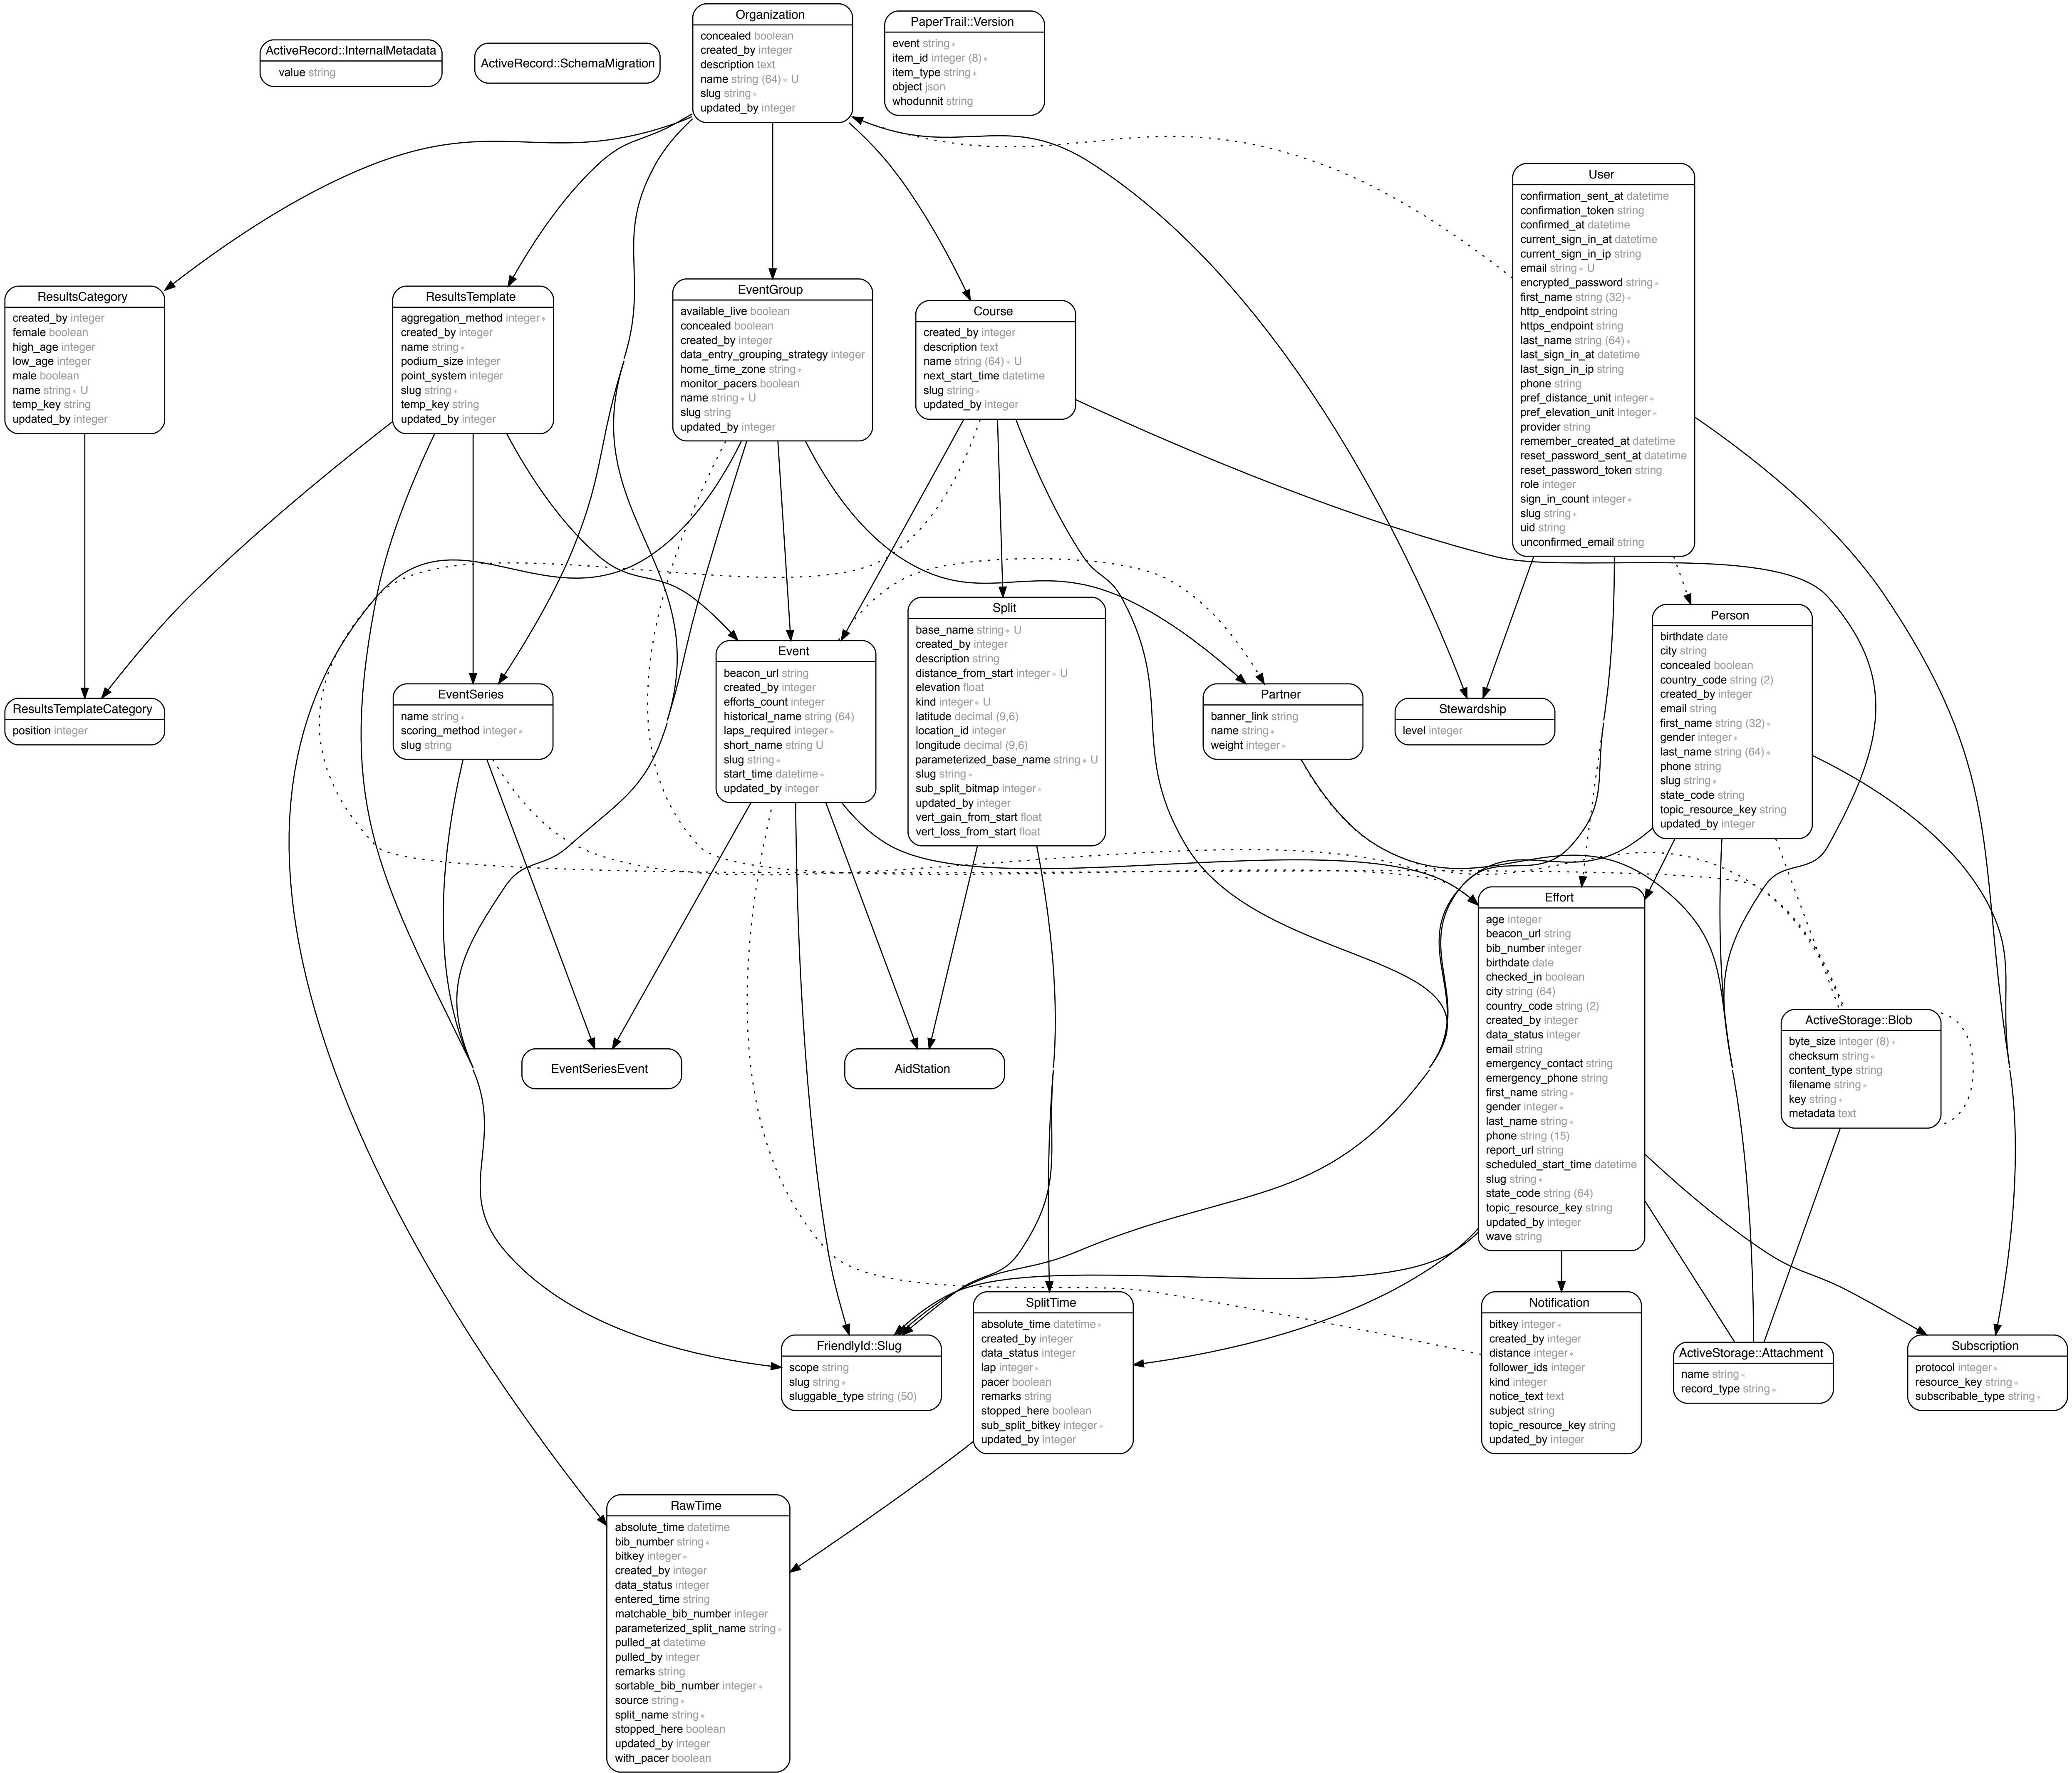 ActiveRecord::InternalMetadata
value string
ActiveRecord::SchemaMigration
Organization
concealed boolean
created_by integer
description text
name string (64) ∗ U
slug string ∗
updated_by integer
PaperTrail::Version
event string ∗
item_id integer (8) ∗
item_type string ∗
object json
whodunnit string
User
confirmation_sent_at datetime
confirmation_token string
confirmed_at datetime
current_sign_in_at datetime
current_sign_in_ip string
email string ∗ U
encrypted_password string ∗
first_name string (32) ∗
http_endpoint string
https_endpoint string
last_name string (64) ∗
last_sign_in_at datetime
last_sign_in_ip string
phone string
pref_distance_unit integer ∗
pref_elevation_unit integer ∗
provider string
remember_created_at datetime
reset_password_sent_at datetime
reset_password_token string
role integer
sign_in_count integer ∗
slug string ∗
uid string
unconfirmed_email string
ResultsCategory
created_by integer
female boolean
high_age integer
low_age integer
male boolean
name string ∗ U
temp_key string
updated_by integer
ResultsTemplate
aggregation_method integer ∗
created_by integer
name string ∗
podium_size integer
point_system integer
slug string ∗
temp_key string
updated_by integer
EventGroup
available_live boolean
concealed boolean
created_by integer
data_entry_grouping_strategy integer
home_time_zone string ∗
monitor_pacers boolean
name string ∗ U
slug string
updated_by integer
Course
created_by integer
description text
name string (64) ∗ U
next_start_time datetime
slug string ∗
updated_by integer
ResultsTemplateCategory
position integer
EventSeries
name string ∗
scoring_method integer ∗
slug string
Event
beacon_url string
created_by integer
efforts_count integer
historical_name string (64)
laps_required integer ∗
short_name string U
slug string ∗
start_time datetime ∗
updated_by integer
Split
base_name string ∗ U
created_by integer
description string
distance_from_start integer ∗ U
elevation float
kind integer ∗ U
latitude decimal (9,6)
location_id integer
longitude decimal (9,6)
parameterized_base_name string ∗ U
slug string ∗
sub_split_bitmap integer ∗
updated_by integer
vert_gain_from_start float
vert_loss_from_start float
Partner
banner_link string
name string ∗
weight integer ∗
Stewardship
level integer
Person
birthdate date
city string
concealed boolean
country_code string (2)
created_by integer
email string
first_name string (32) ∗
gender integer ∗
last_name string (64) ∗
phone string
slug string ∗
state_code string
topic_resource_key string
updated_by integer
EventSeriesEvent
AidStation
Effort
age integer
beacon_url string
bib_number integer
birthdate date
checked_in boolean
city string (64)
country_code string (2)
created_by integer
data_status integer
email string
emergency_contact string
emergency_phone string
first_name string ∗
gender integer ∗
last_name string ∗
phone string (15)
report_url string
scheduled_start_time datetime
slug string ∗
state_code string (64)
topic_resource_key string
updated_by integer
wave string
ActiveStorage::Blob
byte_size integer (8) ∗
checksum string ∗
content_type string
filename string ∗
key string ∗
metadata text
FriendlyId::Slug
scope string
slug string ∗
sluggable_type string (50)
SplitTime
absolute_time datetime ∗
created_by integer
data_status integer
lap integer ∗
pacer boolean
remarks string
stopped_here boolean
sub_split_bitkey integer ∗
updated_by integer
Notification
bitkey integer ∗
created_by integer
distance integer ∗
follower_ids integer
kind integer
notice_text text
subject string
topic_resource_key string
updated_by integer
ActiveStorage::Attachment
name string ∗
record_type string ∗
Subscription
protocol integer ∗
resource_key string ∗
subscribable_type string ∗
RawTime
absolute_time datetime
bib_number string ∗
bitkey integer ∗
created_by integer
data_status integer
entered_time string
matchable_bib_number integer
parameterized_split_name string ∗
pulled_at datetime
pulled_by integer
remarks string
sortable_bib_number integer ∗
source string ∗
split_name string ∗
stopped_here boolean
updated_by integer
with_pacer boolean